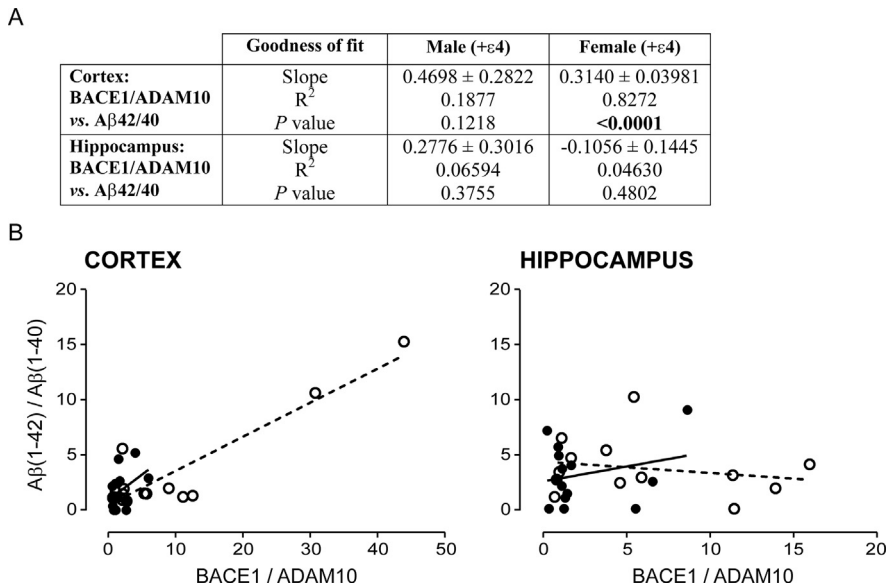 A
Goodness of fit Male (+ε4) Female (+ε4)
Cortex: Slope 0.4698 ± 0.2822 0.3140 ± 0.03981
BACE1/ADAM10 R² 0.1877 0.8272
vs. Aβ42/40 P value 0.1218 <0.0001
Hippocampus: Slope 0.2776 ± 0.3016 -0.1056 ± 0.1445
BACE1/ADAM10 R² 0.06594 0.04630
vs. Aβ42/40 P value 0.3755 0.4802
B
CORTEX
Aβ(1-42) / Aβ(1-40)
20
15
10
5
0
0 10 20 30 40 50
BACE1 / ADAM10
HIPPOCAMPUS
20
15
10
5
0
0 5 10 15 20
BACE1 / ADAM10